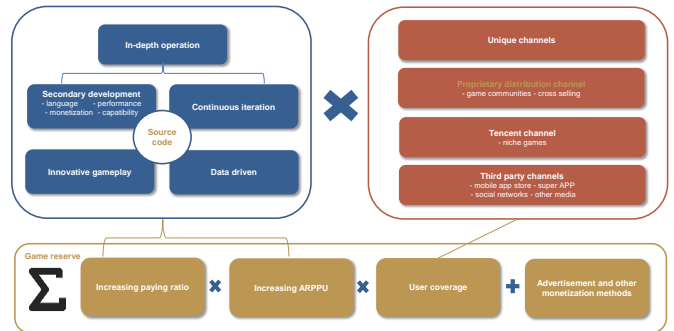 In-depth operation
Secondary development
- language - performance
- monetization - capability
Continuous iteration
Source
code
Innovative gameplay
Data driven
Unique channels
Proprietary distribution channel
- game communities - cross selling
Tencent channel
- niche games
Third party channels
- mobile app store - super APP
- social networks - other media
Game reserve
Σ
Increasing paying ratio
Increasing ARPPU
User coverage
Advertisement and other
monetization methods